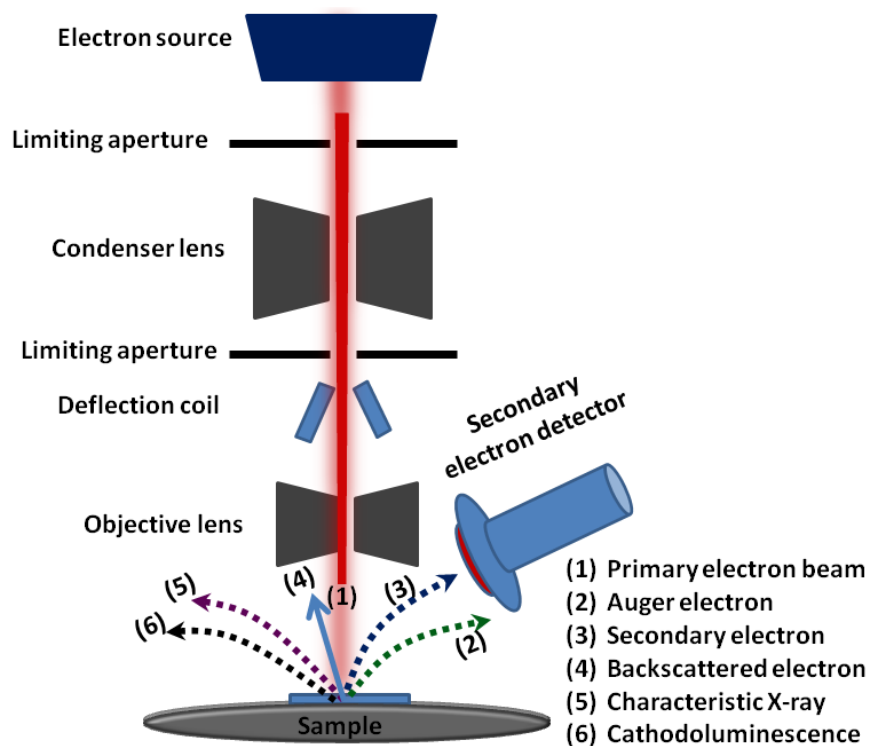 Electron source
Limiting aperture
Condenser lens
Limiting aperture
Deflection coil
Secondary
electron detector
Objective lens
(4)
(1)
(3)
(5)
(6)
(2)
Sample
(1) Primary electron beam
(2) Auger electron
(3) Secondary electron
(4) Backscattered electron
(5) Characteristic X-ray
(6) Cathodoluminescence